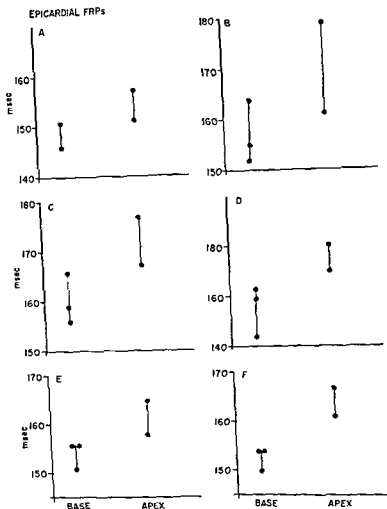 EPICARDIAL FRPs
A
160
150
140
msec
B
180
170
160
150
C
180
170
160
150
msec
D
180
160
140
E
170
160
150
msec
BASE APEX
F
170
160
150
BASE APEX